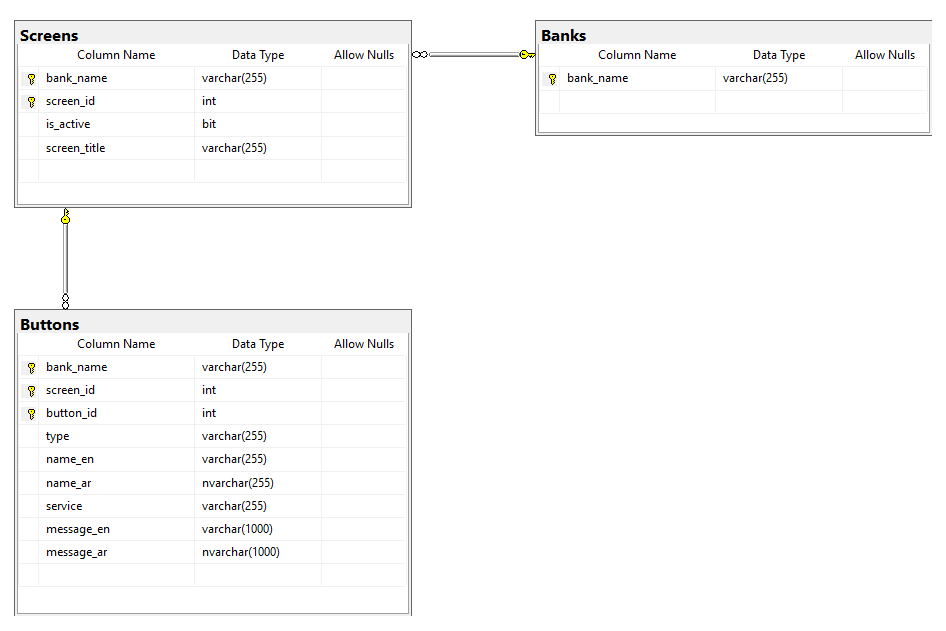 Screens
Column Name Data Type Allow Nulls
bank_name varchar(255)
screen_id int
is_active bit
screen_title varchar(255)
Banks
Column Name Data Type Allow Nulls
bank_name varchar(255)
Buttons
Column Name Data Type Allow Nulls
bank_name varchar(255)
screen_id int
button_id int
type varchar(255)
name_en varchar(255)
name_ar nvarchar(255)
service varchar(255)
message_en varchar(1000)
message_ar nvarchar(1000)